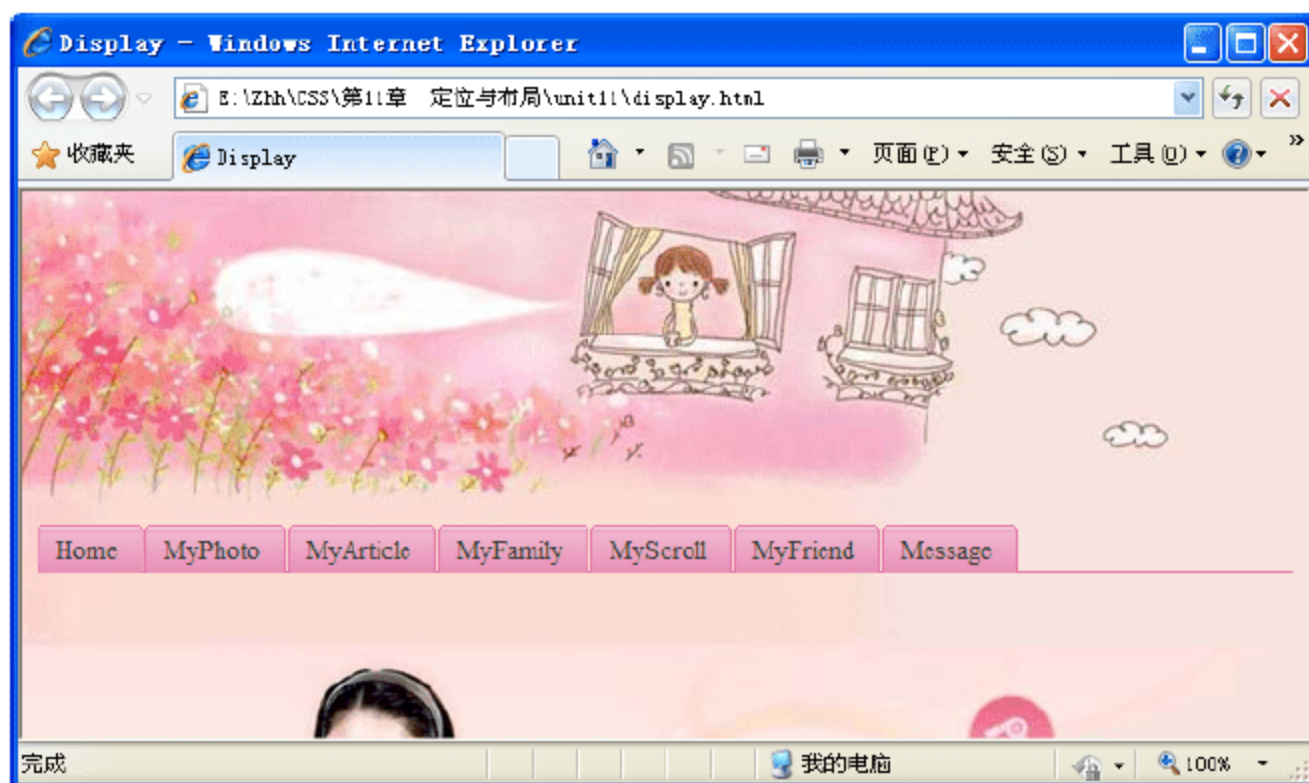 Display - Windows Internet Explorer
E:\Zhh\CSS\第11章 定位与布局\unit11\display.html
收藏夹 Display 页面(P) 安全(S) 工具(O) »
Home MyPhoto MyArticle MyFamily MyScroll MyFriend Message
完成 我的电脑 100%